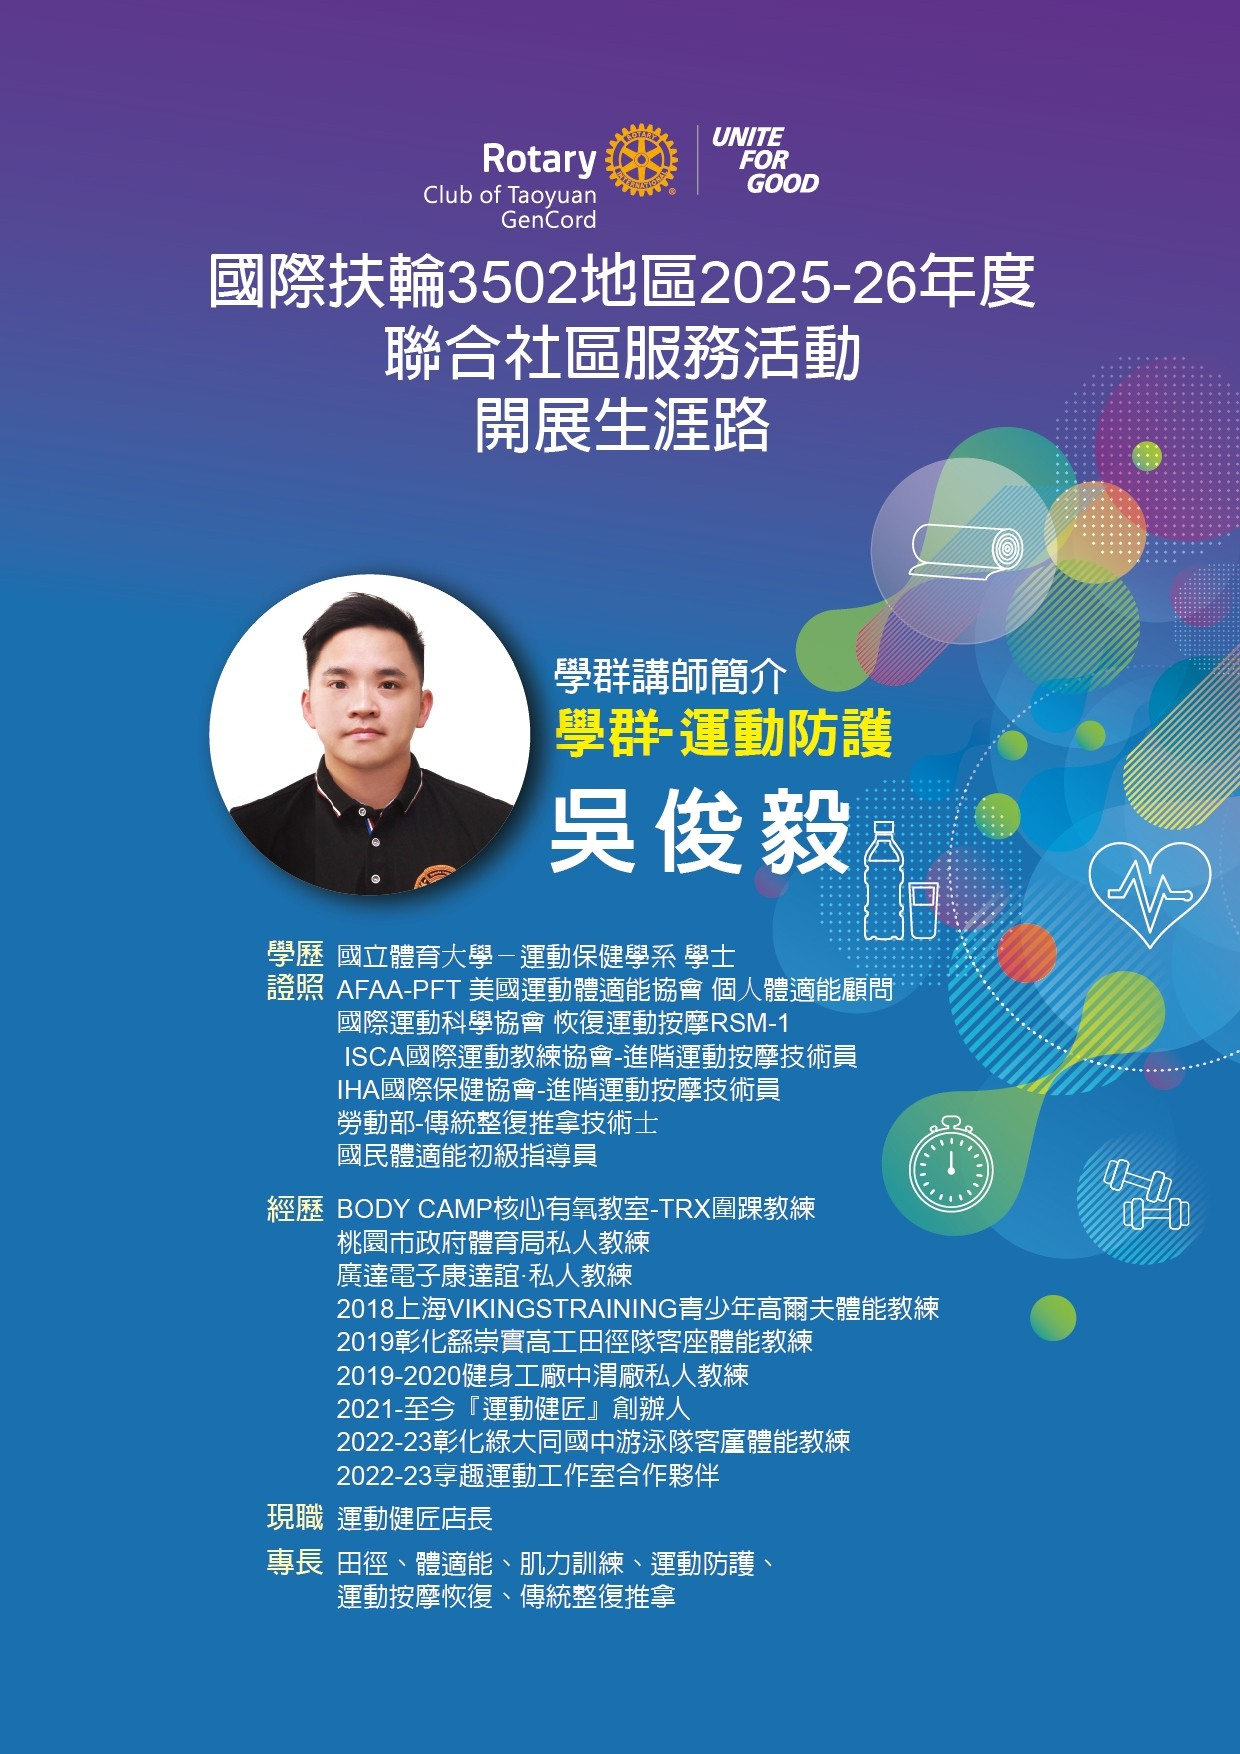 Rotary
Club of Taoyuan
GenCord
ROTARY
INTERNATIONAL
UNITE
FOR
GOOD
國際扶輪3502地區2025-26年度
聯合社區服務活動
開展生涯路
學群講師簡介
學群-運動防護
吳俊毅
學歷 國立體育大學－運動保健學系 學士
證照 AFAA-PFT 美國運動體適能協會 個人體適能顧問
國際運動科學協會 恢復運動按摩RSM-1
ISCA國際運動教練協會-進階運動按摩技術員
IHA國際保健協會-進階運動按摩技術員
勞動部-傳統整復推拿技術士
國民體適能初級指導員
經歷 BODY CAMP核心有氧教室-TRX團課教練
桃園市政府體育局私人教練
廣達電子康達誼·私人教練
2018上海VIKINGSTRAINING青少年高爾夫體能教練
2019彰化縣崇實高工田徑隊客座體能教練
2019-2020健身工廠中清廠私人教練
2021-至今『運動健匠』創辦人
2022-23彰化縣大同國中游泳隊客座體能教練
2022-23享趣運動工作室合作夥伴
現職 運動健匠店長
專長 田徑、體適能、肌力訓練、運動防護、
運動按摩恢復、傳統整復推拿